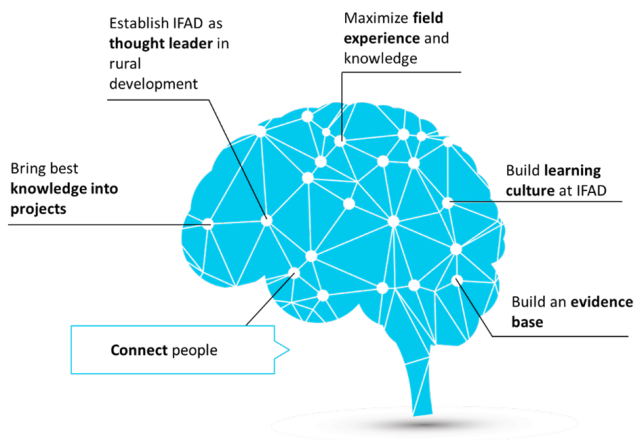 Establish IFAD as
thought leader in
rural
development
Maximize field
experience and
knowledge
Bring best
knowledge into
projects
Build learning
culture at IFAD
Build an evidence
base
Connect people